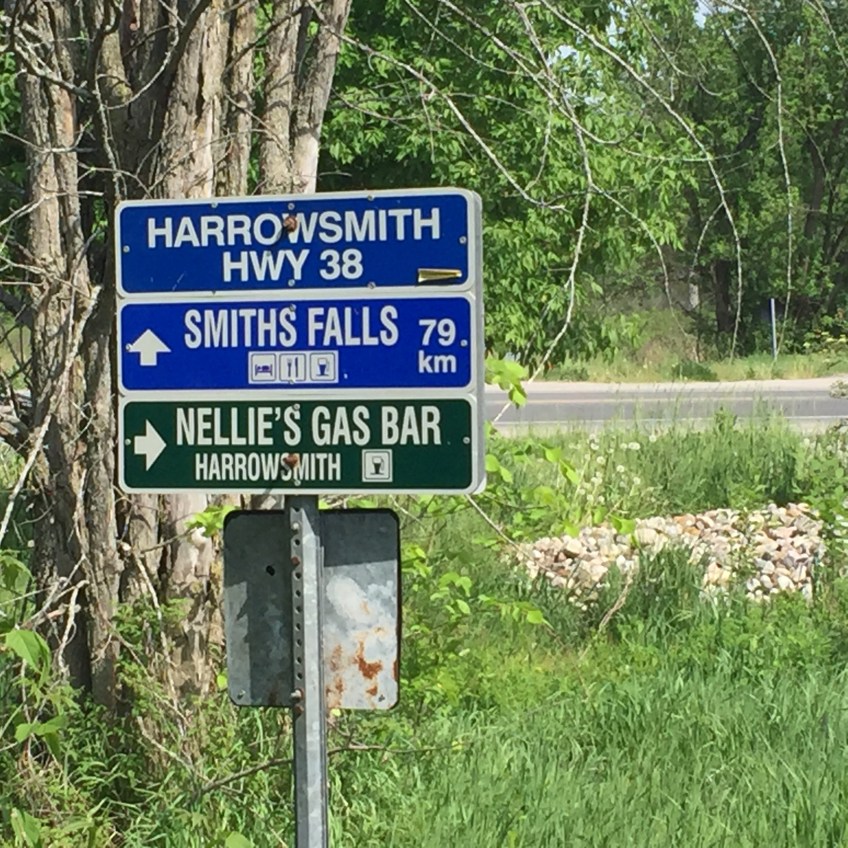 HARROWSMITH
HWY 38
SMITHS FALLS 79
km
NELLIE'S GAS BAR
HARROWSMITH